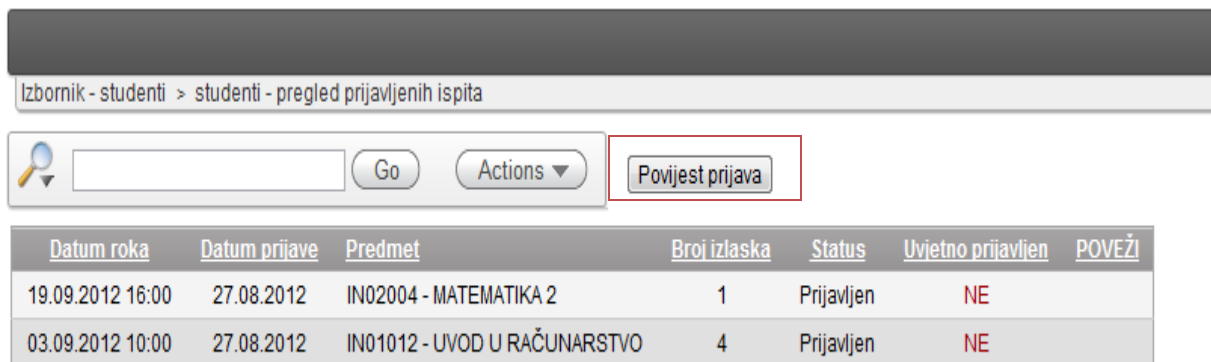 Izbornik - studenti > studenti - pregled prijavljenih ispita
Go Actions Povijest prijava
Datum roka Datum prijave Predmet Broj izlaska Status Uvjetno prijavljen POVEŽI
19.09.2012 16:00 27.08.2012 IN02004 - MATEMATIKA 2 1 Prijavljen NE
03.09.2012 10:00 27.08.2012 IN01012 - UVOD U RAČUNARSTVO 4 Prijavljen NE